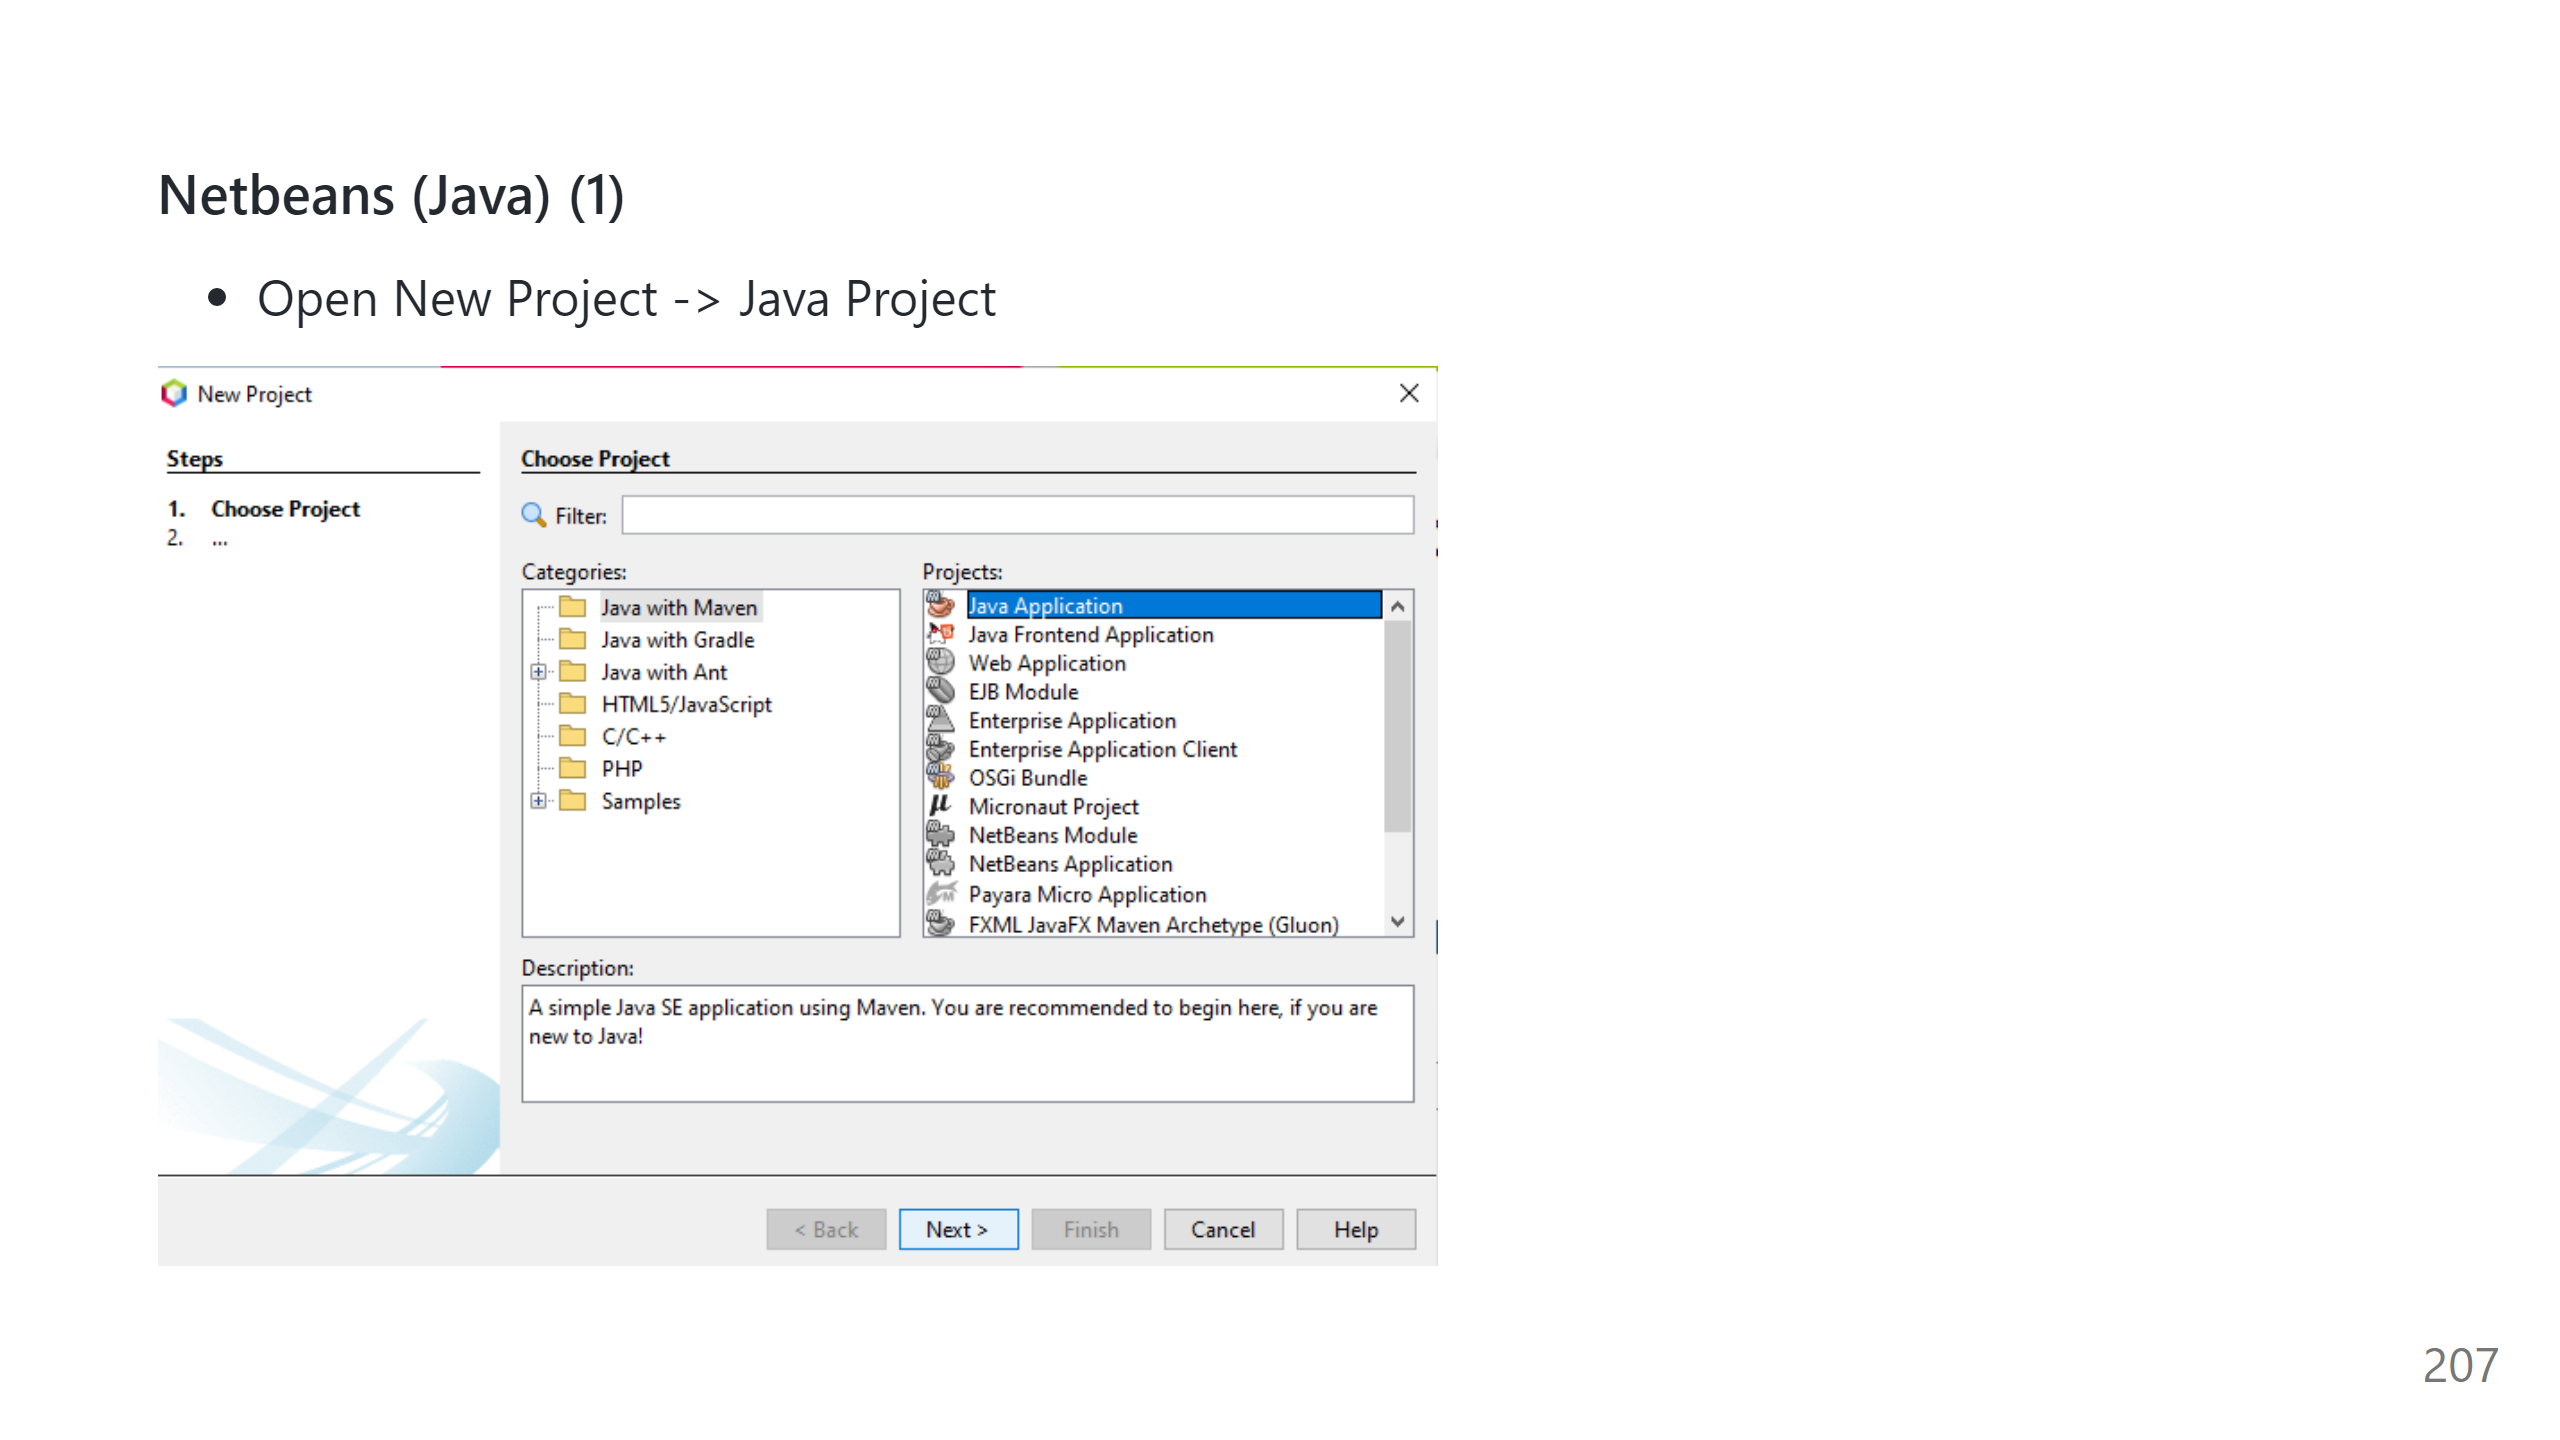 Netbeans (Java) (1)
• Open New Project -> Java Project
New Project
Steps
1. Choose Project
2. ...
Choose Project
Filter:
Categories:
Java with Maven
Java with Gradle
Java with Ant
HTML5/JavaScript
C/C++
PHP
Samples
Projects:
Java Application
Java Frontend Application
Web Application
EJB Module
Enterprise Application
Enterprise Application Client
OSGi Bundle
Micronaut Project
NetBeans Module
NetBeans Application
Payara Micro Application
FXML JavaFX Maven Archetype (Gluon)
Description:
A simple Java SE application using Maven. You are recommended to begin here, if you are
new to Java!
< Back
Next >
Finish
Cancel
Help
207